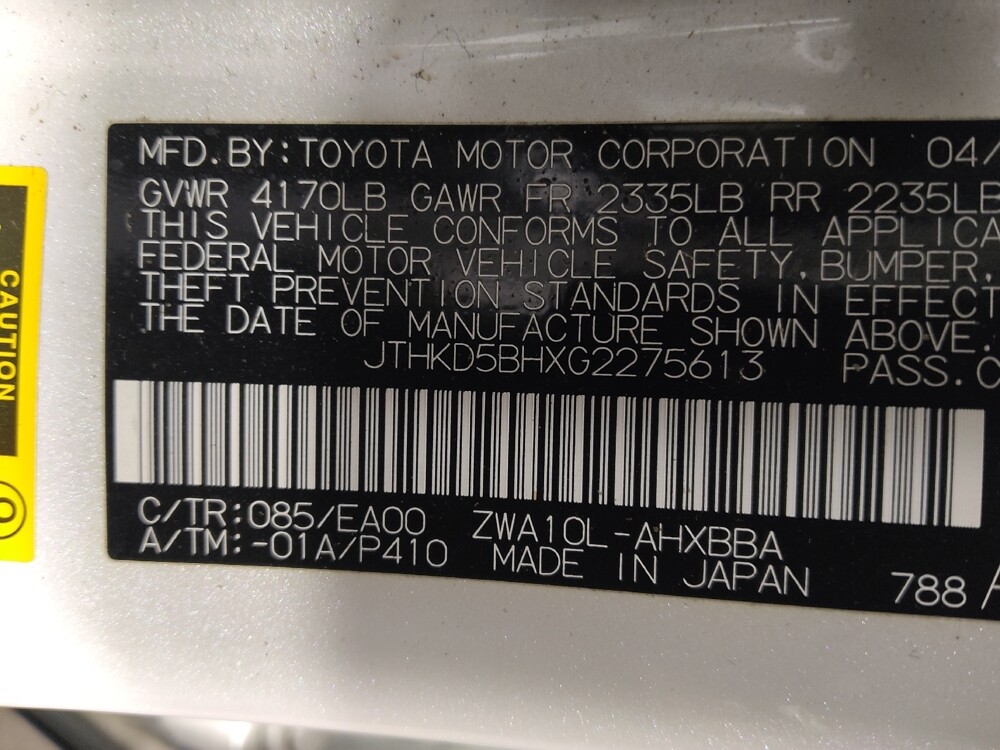 MFD.BY:TOYOTA MOTOR CORPORATION 04/
GVWR 4170LB GAWR FR 2335LB RR 2235LB
THIS VEHICLE CONFORMS TO ALL APPLICA
FEDERAL MOTOR VEHICLE SAFETY, BUMPER,
THEFT PREVENTION STANDARDS IN EFFECT
THE DATE OF MANUFACTURE SHOWN ABOVE.
JTHKD5BHXG2275613 PASS.C
C/TR:085/EA00 ZWA10L-AHXBBA
A/TM:-01A/P410 MADE IN JAPAN 788
CAUTION